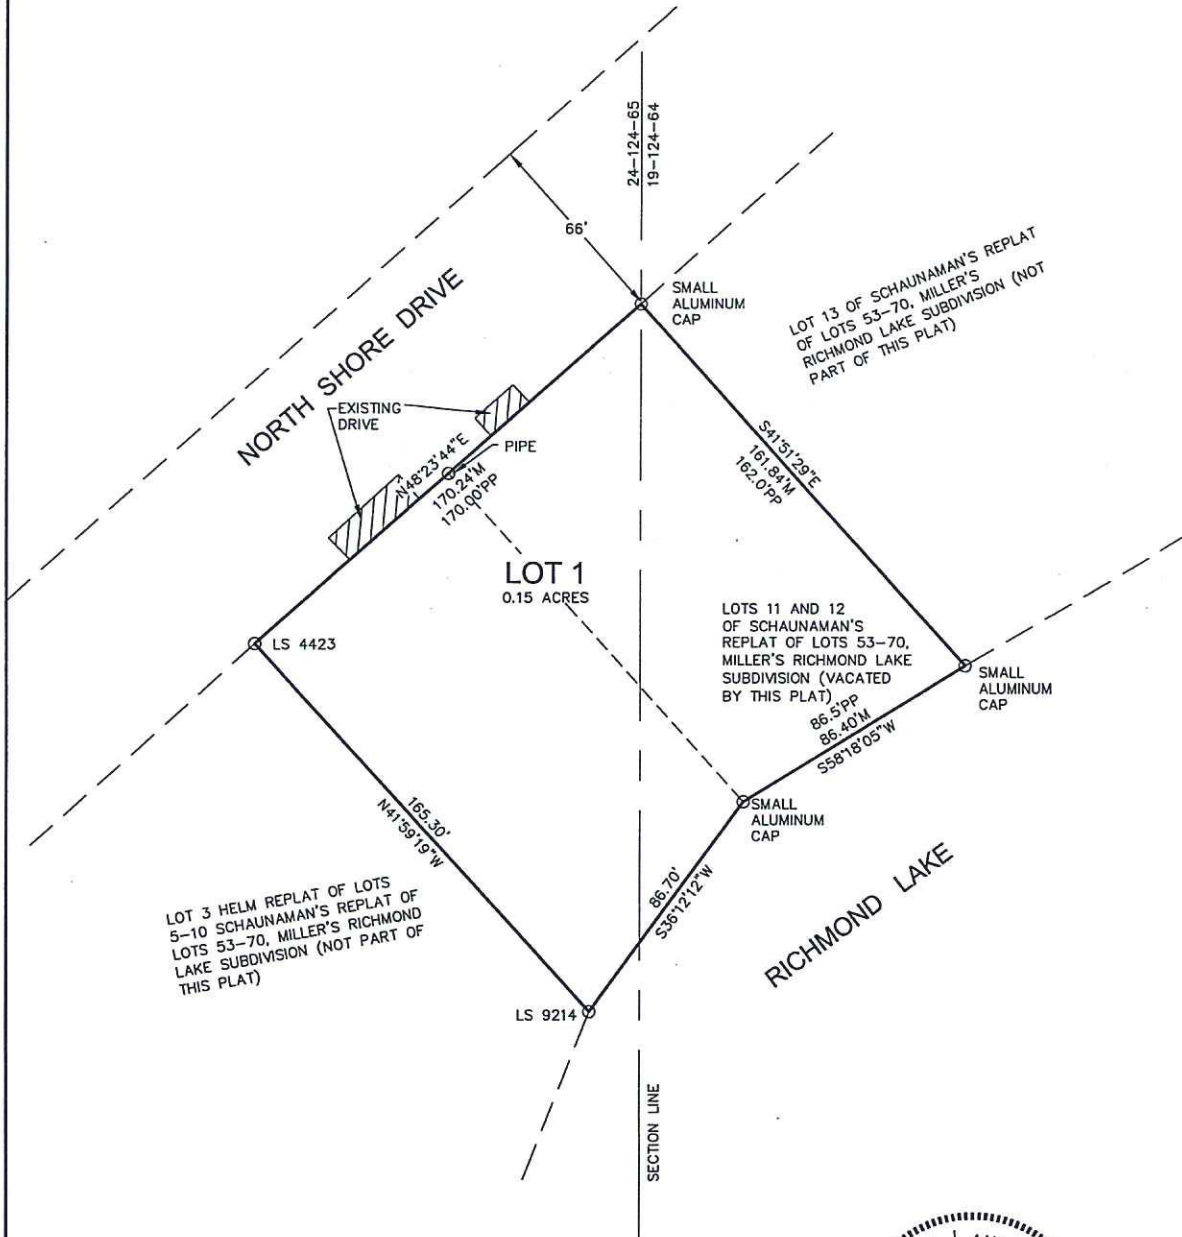 24-124-65
19-124-64
66'
SMALL
ALUMINUM
CAP
LOT 13 OF SCHAUNAMAN'S REPLAT
OF LOTS 53-70, MILLER'S
RICHMOND LAKE SUBDIVISION (NOT
PART OF THIS PLAT)
NORTH SHORE DRIVE
EXISTING
DRIVE
N48°23'44"E
170.24'M
170.00'PP
PIPE
S41°51'29"E
161.84'M
162.0'PP
LOT 1
0.15 ACRES
LOTS 11 AND 12
OF SCHAUNAMAN'S
REPLAT OF LOTS 53-70,
MILLER'S RICHMOND LAKE
SUBDIVISION (VACATED
BY THIS PLAT)
LS 4423
SMALL
ALUMINUM
CAP
86.5'PP
86.40'M
S58°18'05"W
SMALL
ALUMINUM
CAP
165.30'
N41°59'19"W
86.70'
S36°12'12"W
LOT 3 HELM REPLAT OF LOTS
5-10 SCHAUNAMAN'S REPLAT OF
LOTS 53-70, MILLER'S RICHMOND
LAKE SUBDIVISION (NOT PART OF
THIS PLAT)
RICHMOND LAKE
LS 9214
SECTION LINE